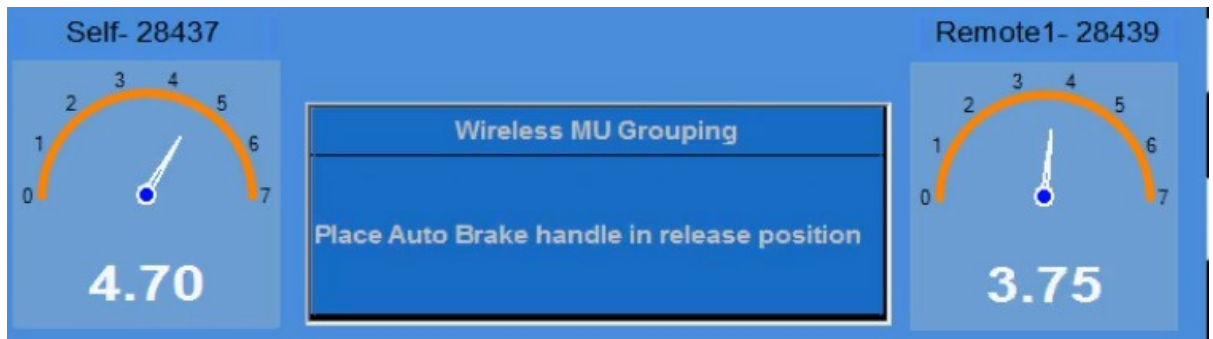 Self- 28437
0 1 2 3 4 5 6 7
4.70
Wireless MU Grouping
Place Auto Brake handle in release position
Remote1- 28439
0 1 2 3 4 5 6 7
3.75